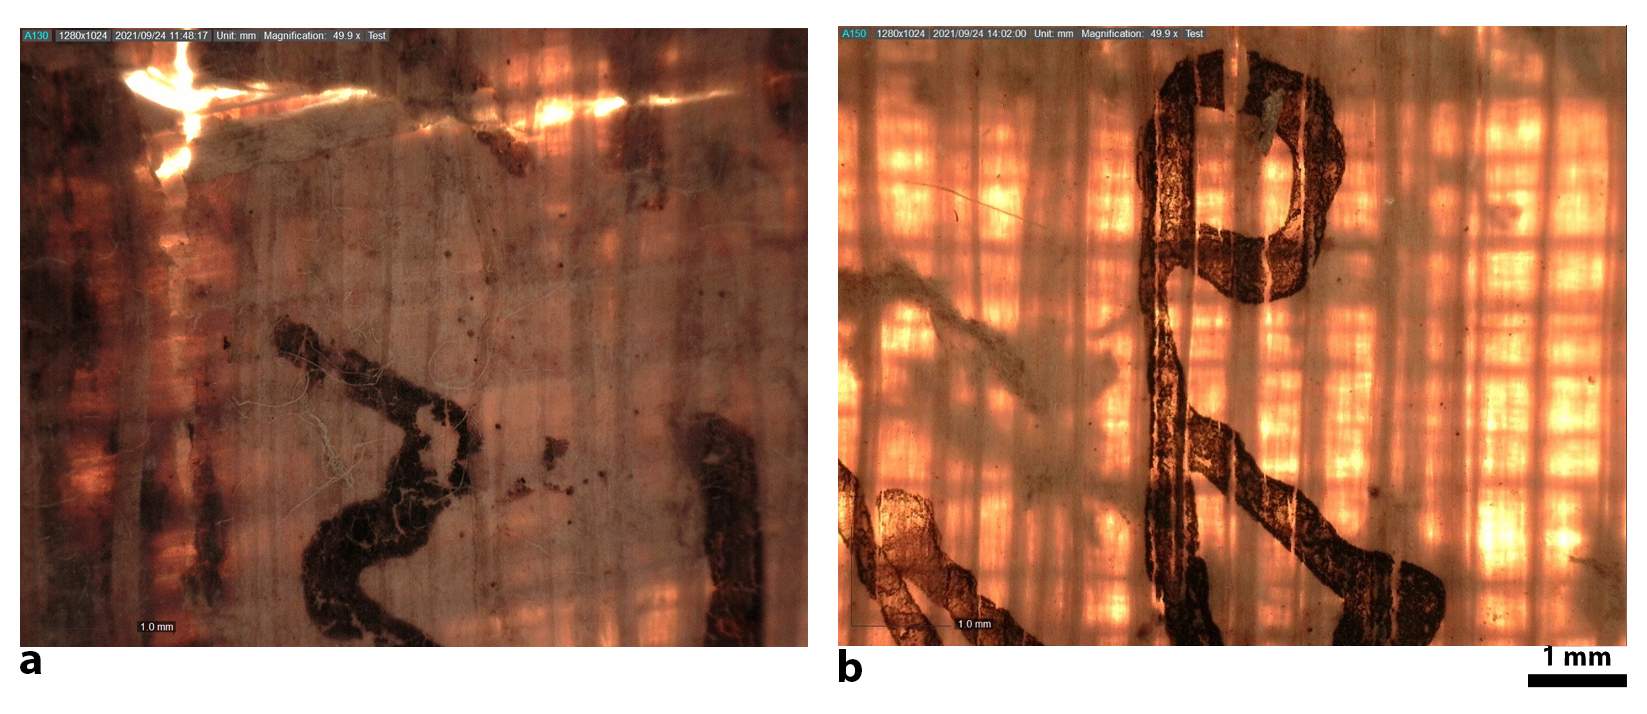 A130 1280x1024 2021/09/24 11:48:17 Unit: mm Magnification: 49.9 x Test
1.0 mm
a
A150 1280x1024 2021/09/24 14:02:00 Unit: mm Magnification: 49.9 x Test
1.0 mm
b
1 mm